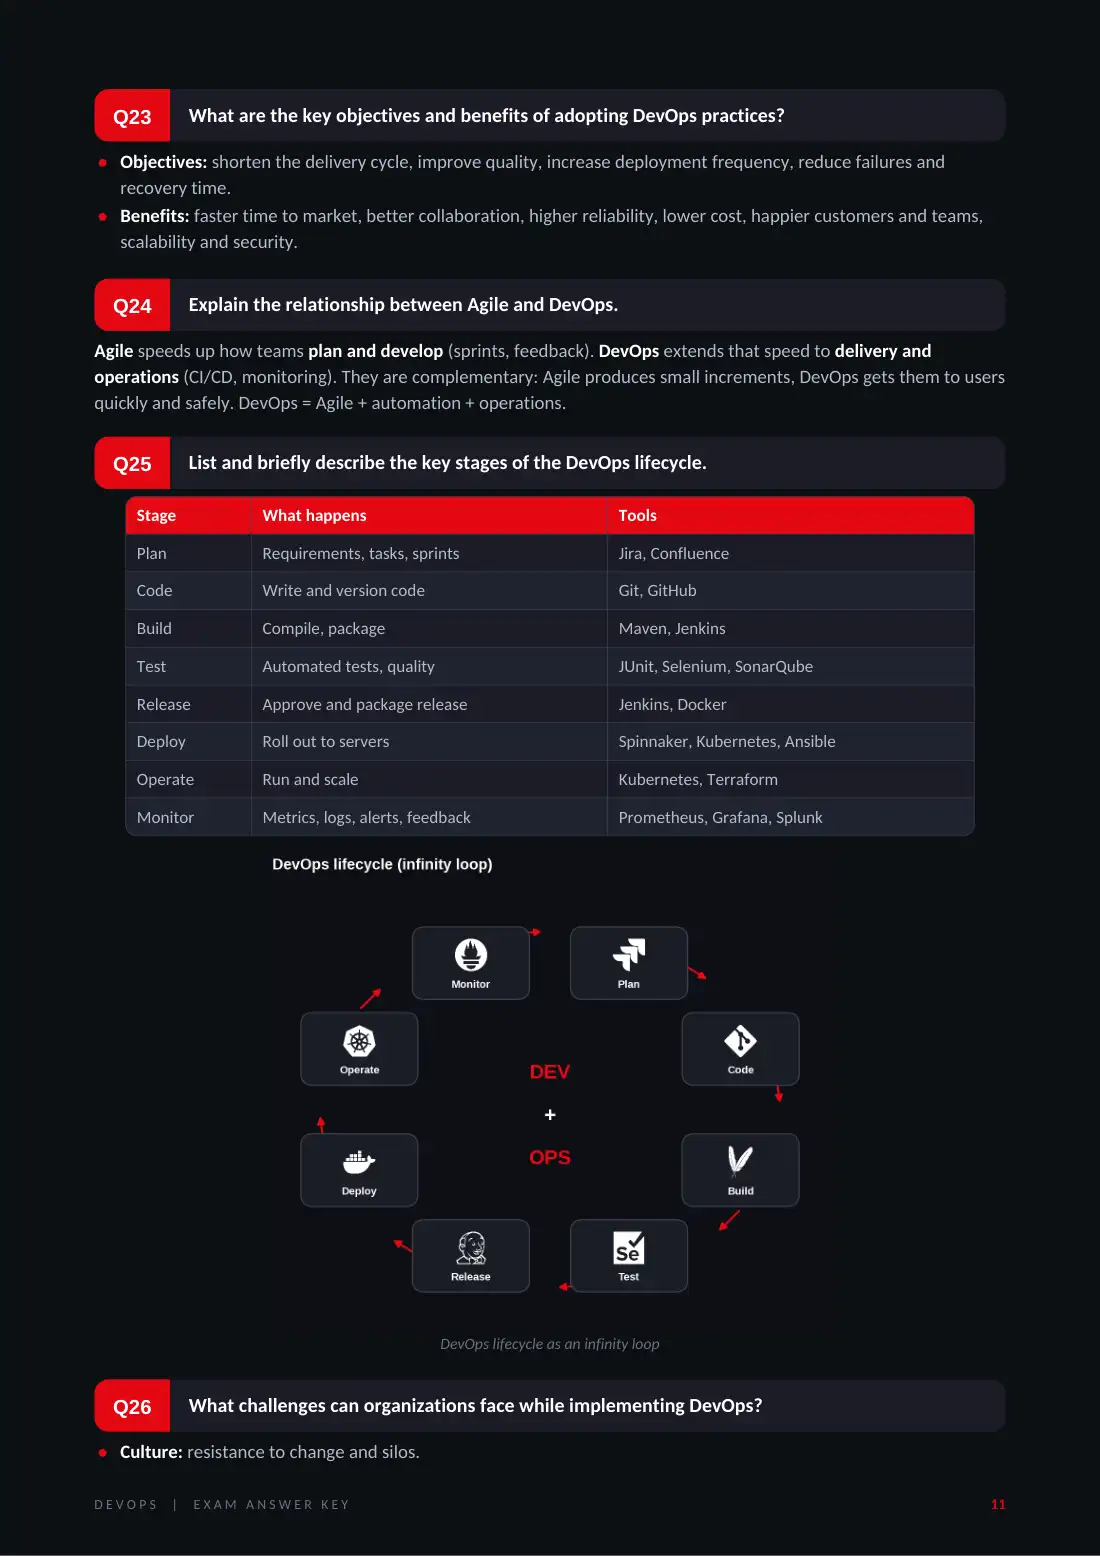 Q23 What are the key objectives and benefits of adopting DevOps practices?
• Objectives: shorten the delivery cycle, improve quality, increase deployment frequency, reduce failures and
recovery time.
• Benefits: faster time to market, better collaboration, higher reliability, lower cost, happier customers and teams,
scalability and security.
Q24 Explain the relationship between Agile and DevOps.
Agile speeds up how teams plan and develop (sprints, feedback). DevOps extends that speed to delivery and
operations (CI/CD, monitoring). They are complementary: Agile produces small increments, DevOps gets them to users
quickly and safely. DevOps = Agile + automation + operations.
Q25 List and briefly describe the key stages of the DevOps lifecycle.
Stage What happens Tools
Plan Requirements, tasks, sprints Jira, Confluence
Code Write and version code Git, GitHub
Build Compile, package Maven, Jenkins
Test Automated tests, quality JUnit, Selenium, SonarQube
Release Approve and package release Jenkins, Docker
Deploy Roll out to servers Spinnaker, Kubernetes, Ansible
Operate Run and scale Kubernetes, Terraform
Monitor Metrics, logs, alerts, feedback Prometheus, Grafana, Splunk
DevOps lifecycle (infinity loop)
Monitor Plan
Operate Code
DEV
+
OPS
Deploy Build
Se
Release Test
DevOps lifecycle as an infinity loop
Q26 What challenges can organizations face while implementing DevOps?
• Culture: resistance to change and silos.
DEVOPS | EXAM ANSWER KEY 11